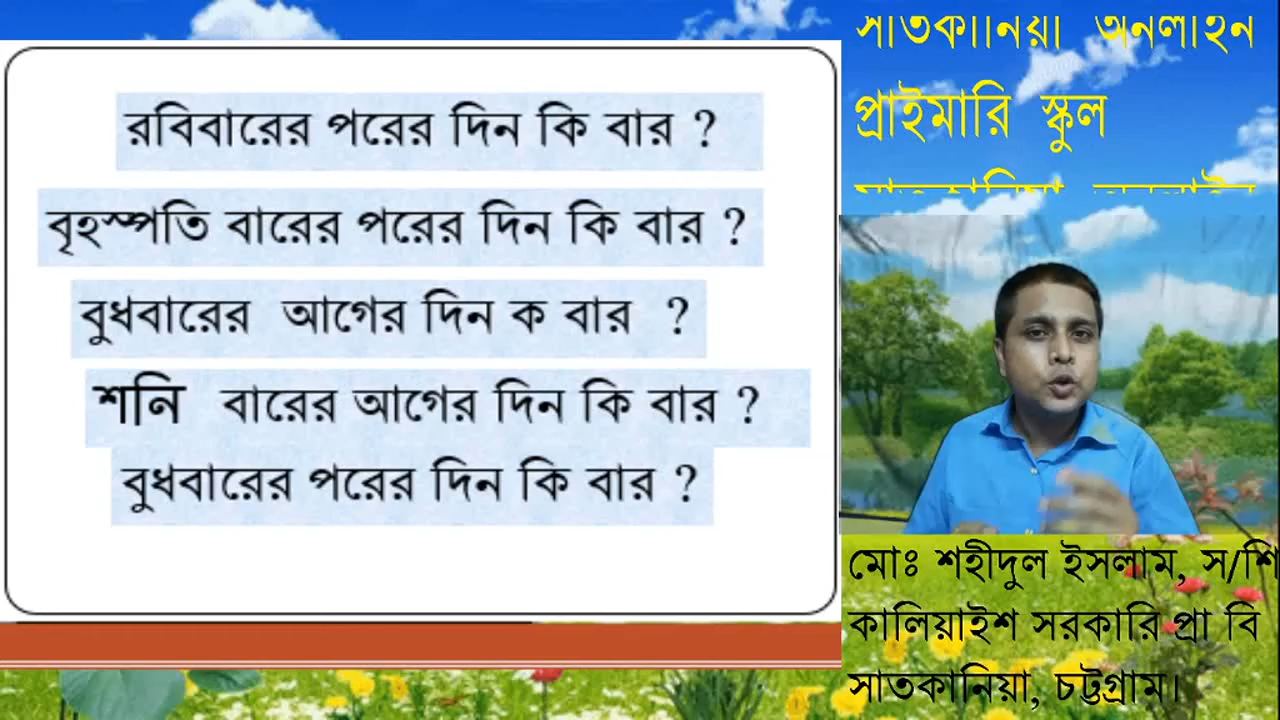 রবিবারের পরের দিন কি বার ?
বৃহস্পতি বারের পরের দিন কি বার ?
বুধবারের আগের দিন ক বার ?
শনি বারের আগের দিন কি বার ?
বুধবারের পরের দিন কি বার ?
সাতকানিয়া অনলাইন
প্রাইমারি স্কুল
মোঃ শহীদুল ইসলাম, স/শি
কালিয়াইশ সরকারি প্রা বি
সাতকানিয়া, চট্টগ্রাম।